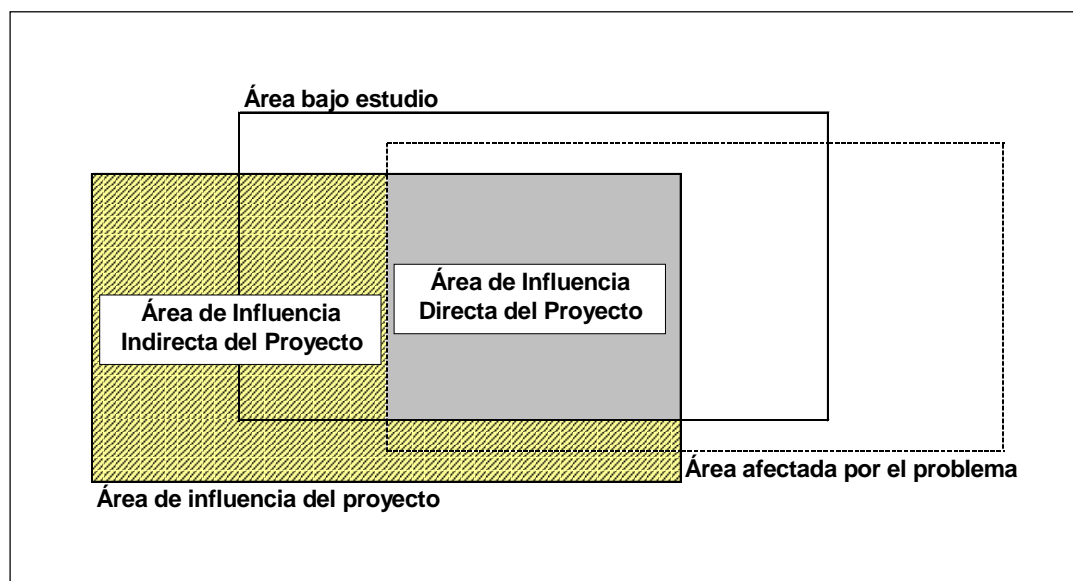 Área bajo estudio
Área de Influencia
Directa del Proyecto
Área de Influencia
Indirecta del Proyecto
Área afectada por el problema
Área de influencia del proyecto